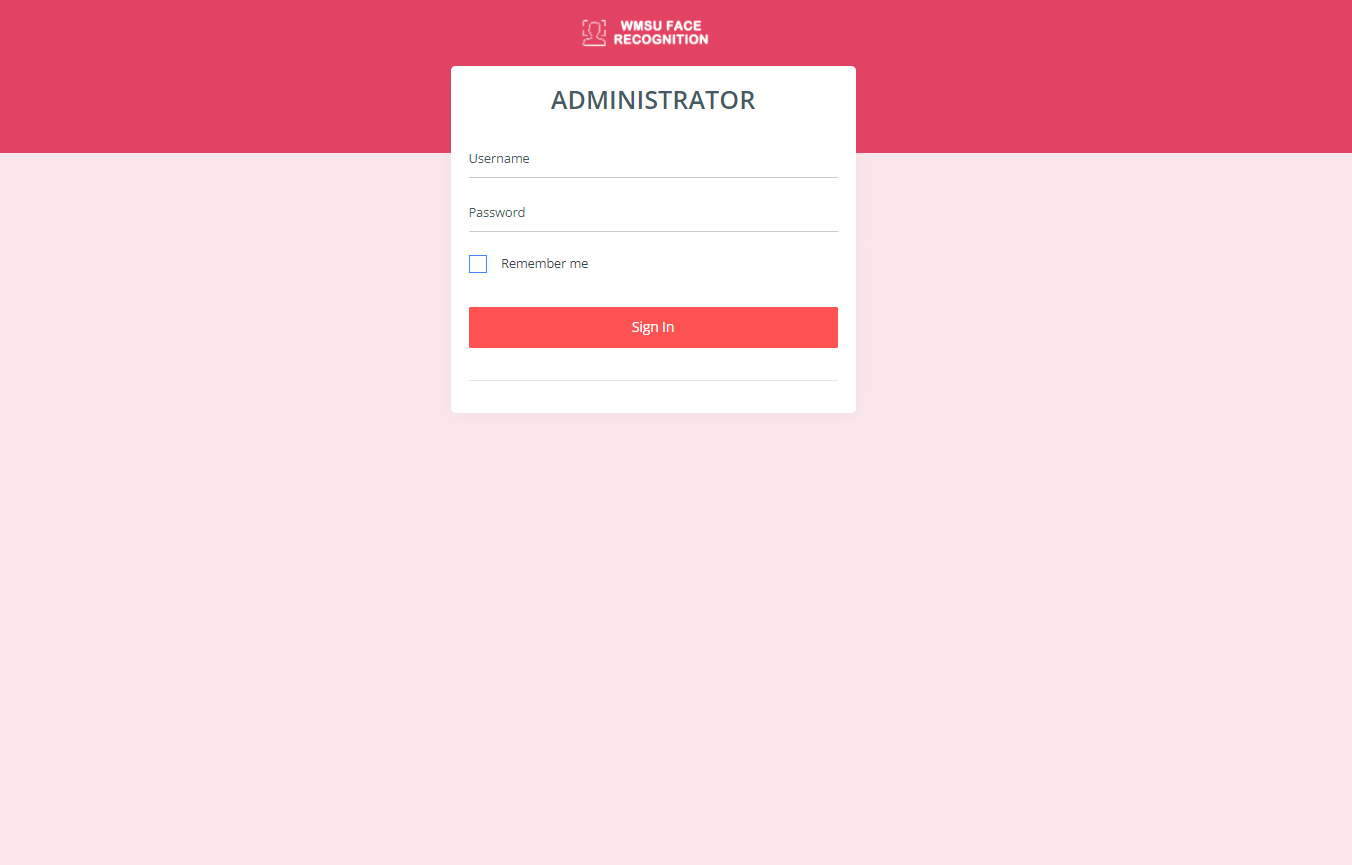 WMSU FACE
RECOGNITION
ADMINISTRATOR
Username
Password
Remember me
Sign In